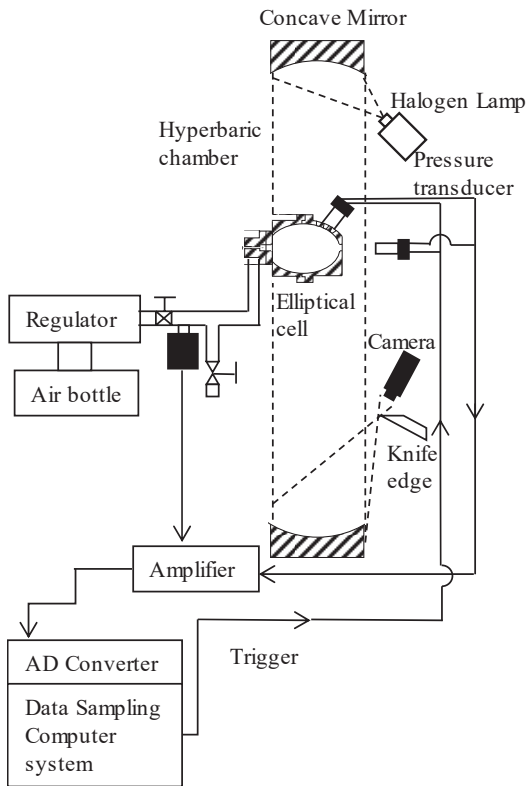 Concave Mirror
Halogen Lamp
Hyperbaric
chamber
Pressure
transducer
Regulator
Elliptical
cell
Air bottle
Camera
Knife
edge
Amplifier
AD Converter
Trigger
Data Sampling
Computer
system